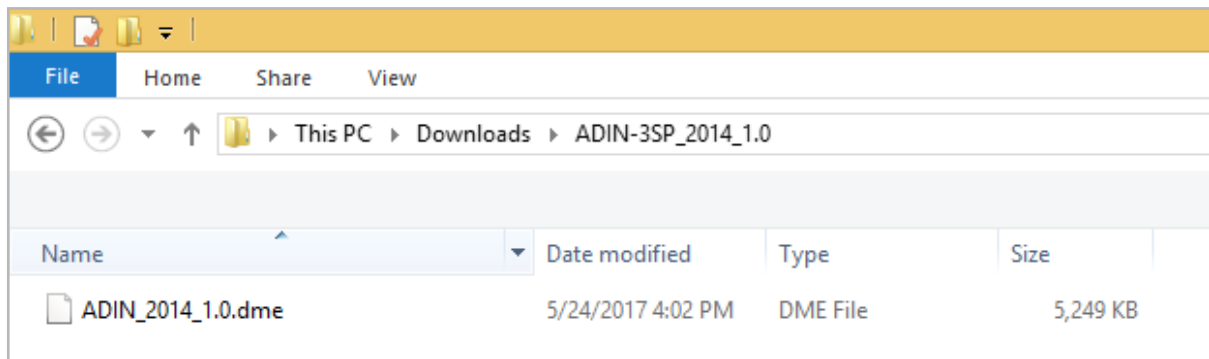 File Home Share View
This PC Downloads ADIN-3SP_2014_1.0
Name Date modified Type Size
ADIN_2014_1.0.dme 5/24/2017 4:02 PM DME File 5,249 KB